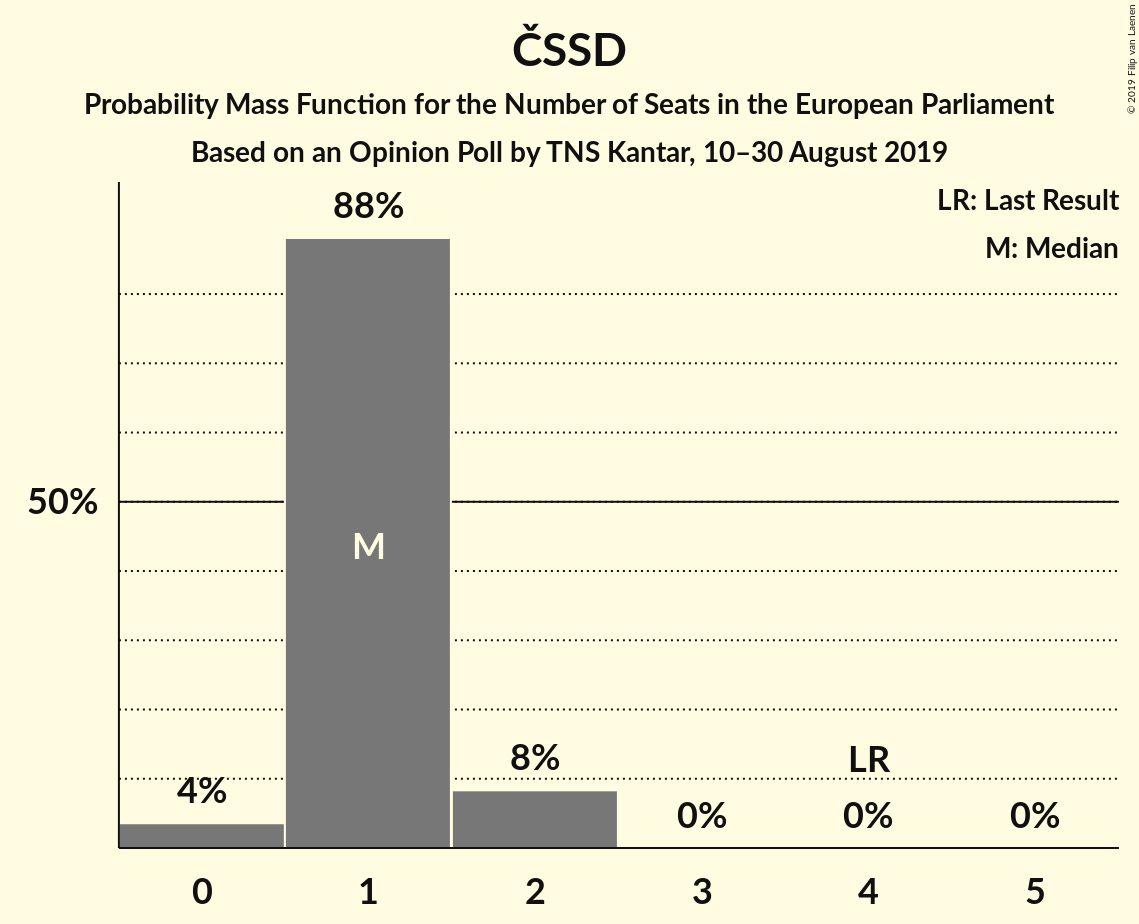 ČSSD
Probability Mass Function for the Number of Seats in the European Parliament
Based on an Opinion Poll by TNS Kantar, 10–30 August 2019
© 2019 Filip van Laenen
LR: Last Result
M: Median
88%
50%
M
4%
8%
0%
LR
0%
0%
0 1 2 3 4 5